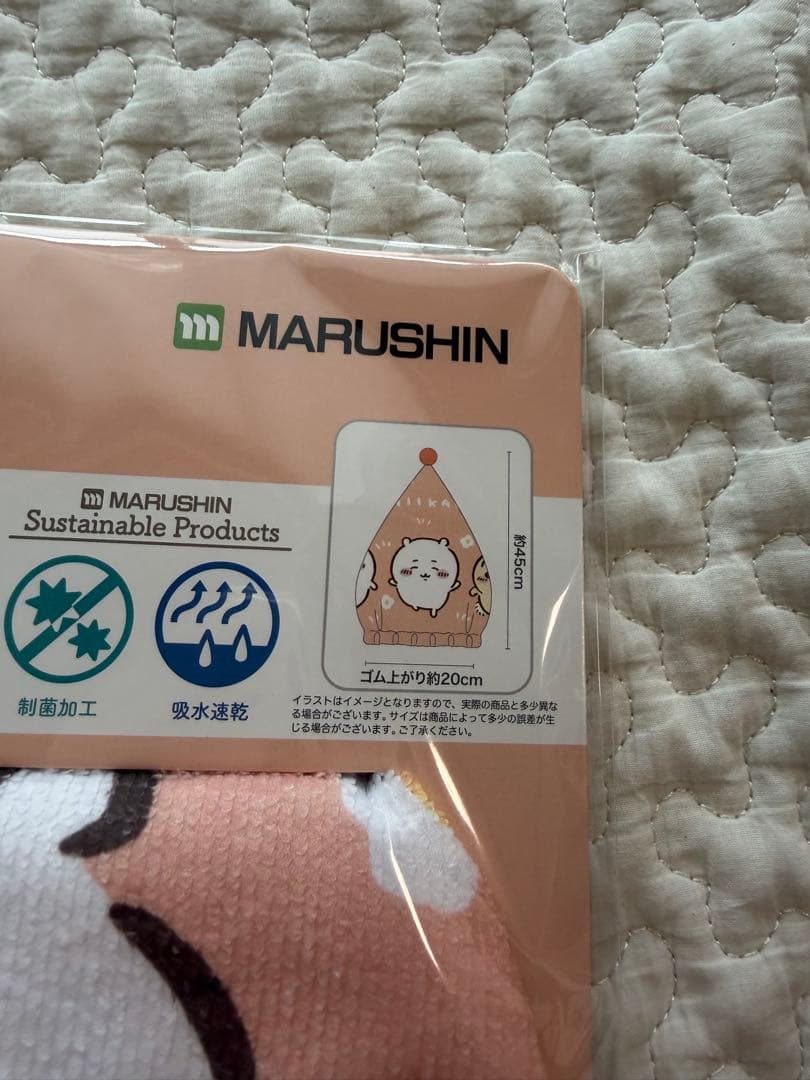 MARUSHIN
MARUSHIN
Sustainable Products
制菌加工
吸水速乾
IIKA
約45cm
ゴム上がり約20cm
イラストはイメージとなりますので、実際の商品と多少異な
る場合がございます。サイズは商品によって多少の誤差が生
じる場合がございます。ご了承ください。